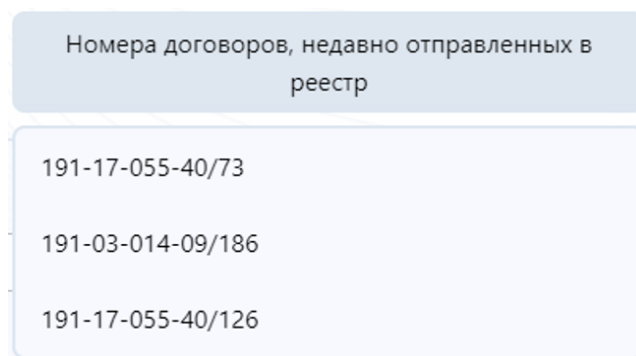 Номера договоров, недавно отправленных в
реестр
191-17-055-40/73
191-03-014-09/186
191-17-055-40/126